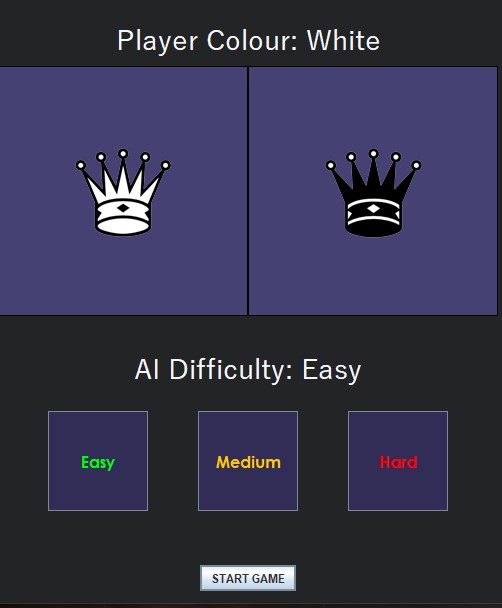 Player Colour: White
AI Difficulty: Easy
Easy
Medium
Hard
START GAME